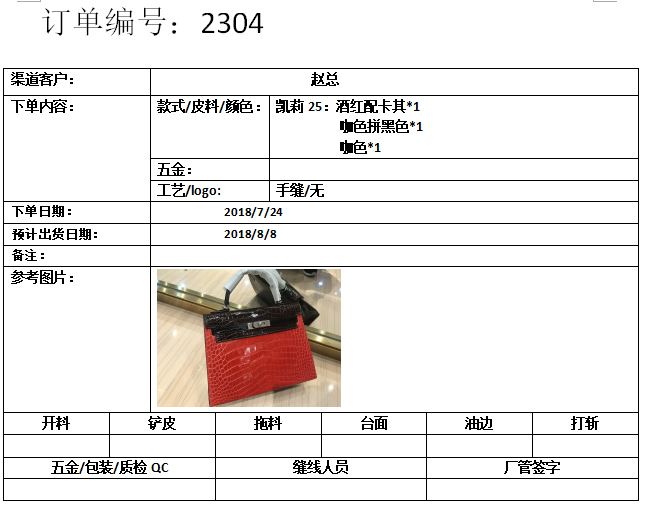 订单编号：2304
渠道客户： 赵总
下单内容： 款式/皮料/颜色： 凯莉 25：酒红配卡其*1
咖色拼黑色*1
咖色*1
五金：
工艺/logo: 手缝/无
下单日期： 2018/7/24
预计出货日期： 2018/8/8
备注：
参考图片：
开料 铲皮 拖料 台面 油边 打斩
五金/包装/质检 QC 缝线人员 厂管签字